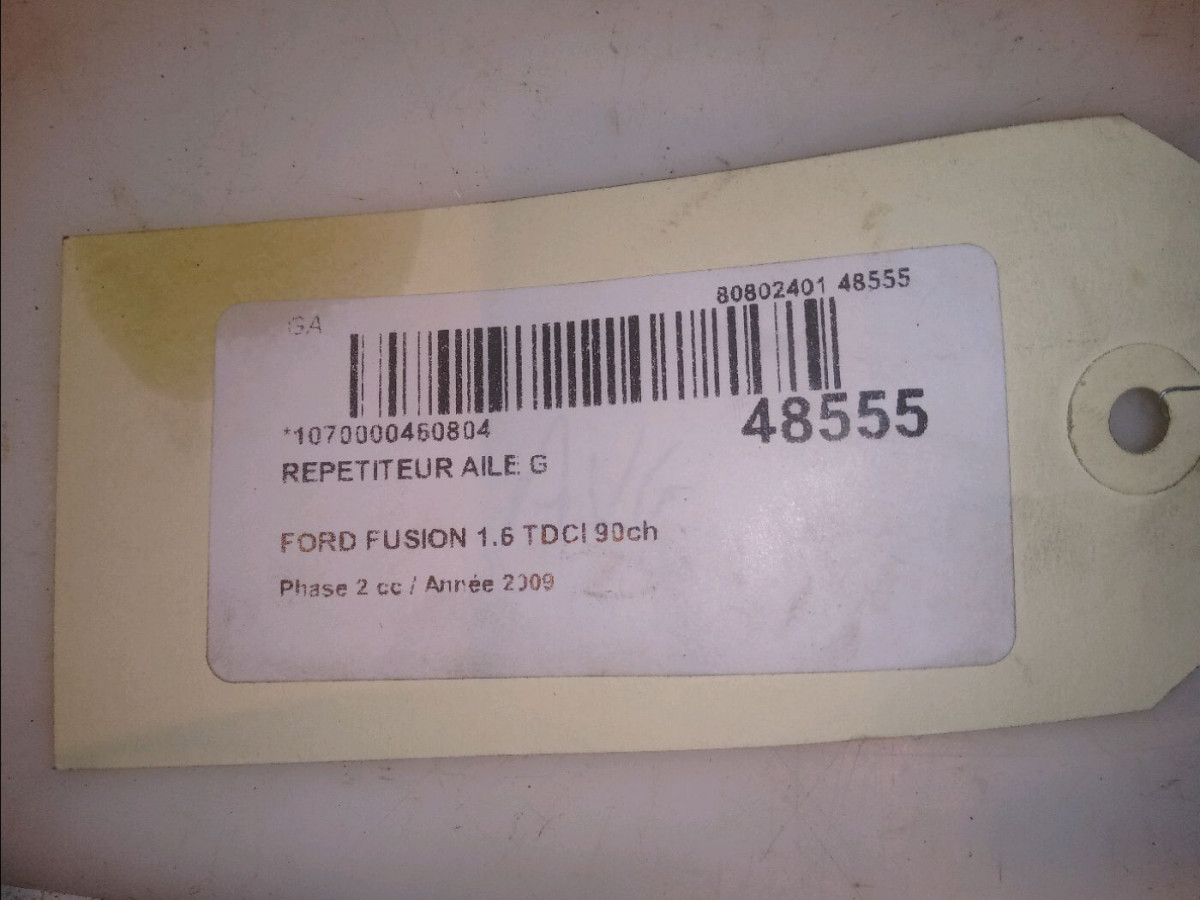 80802401 48555
GA
48555
*1070000460804
REPETITEUR AILE G
FORD FUSION 1.6 TDCI 90ch
Phase 2 cc / Année 2009